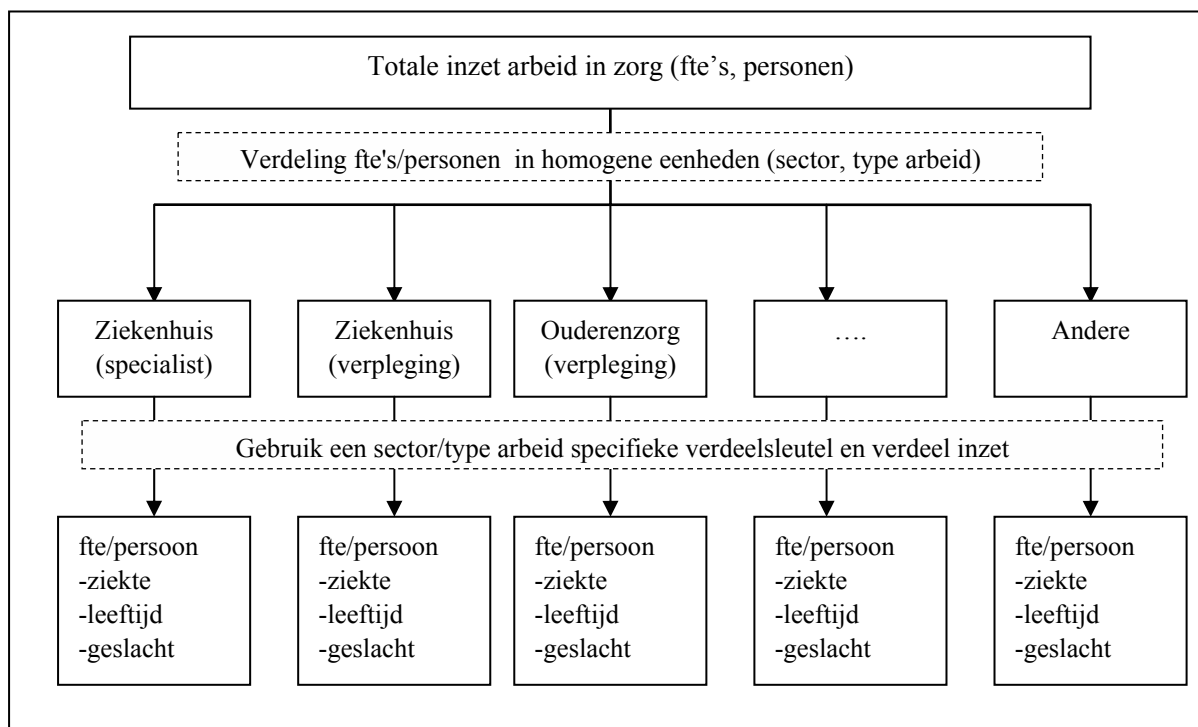 Totale inzet arbeid in zorg (fte’s, personen)
Verdeling fte's/personen in homogene eenheden (sector, type arbeid)
Ziekenhuis
(specialist)
Ziekenhuis
(verpleging)
Ouderenzorg
(verpleging)
….
Andere
Gebruik een sector/type arbeid specifieke verdeelsleutel en verdeel inzet
fte/persoon
-ziekte
-leeftijd
-geslacht
fte/persoon
-ziekte
-leeftijd
-geslacht
fte/persoon
-ziekte
-leeftijd
-geslacht
fte/persoon
-ziekte
-leeftijd
-geslacht
fte/persoon
-ziekte
-leeftijd
-geslacht